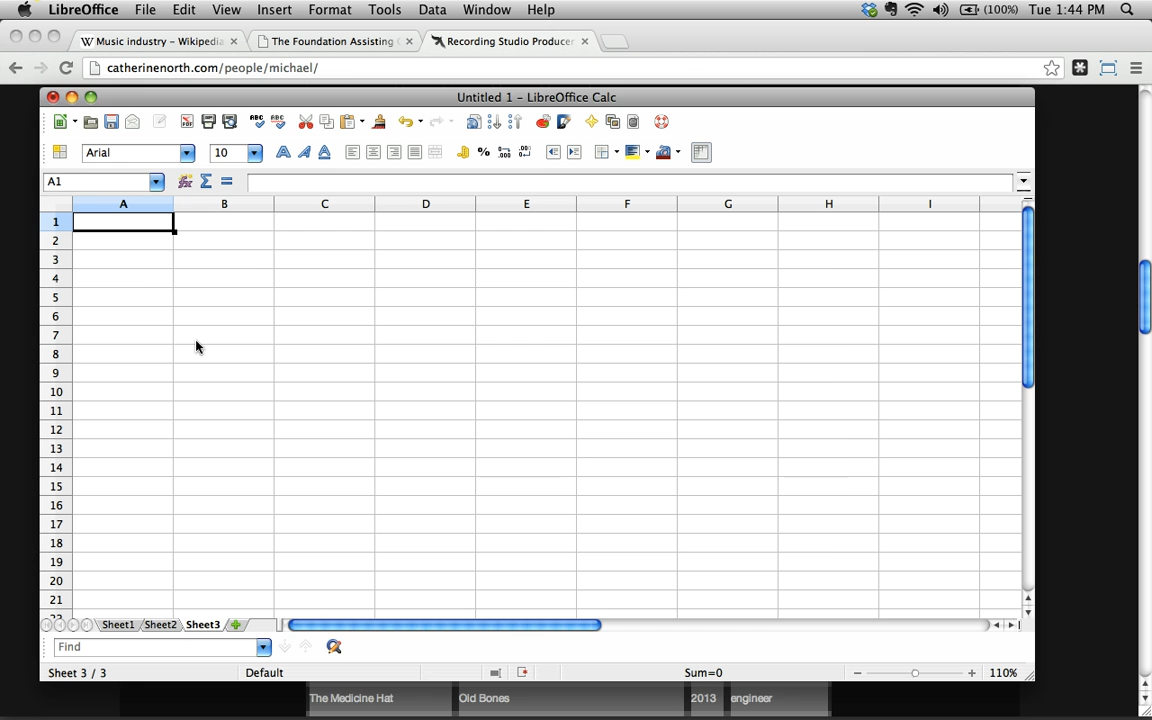 LibreOffice File Edit View Insert Format Tools Data Window Help (100%) Tue 1:44 PM
W Music industry – Wikipedia The Foundation Assisting Recording Studio Producer
catherinenorth.com/people/michael/
Untitled 1 – LibreOffice Calc
ABC ABC
Arial 10 A A A %
A1 fx Σ =
A B C D E F G H I
1
2
3
4
5
6
7
8
9
10
11
12
13
14
15
16
17
18
19
20
21
Sheet1 Sheet2 Sheet3
Find
Sheet 3 / 3 Default Sum=0 110%
The Medicine Hat Old Bones 2013 engineer